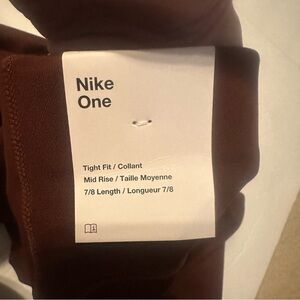 Nike
One
Tight Fit / Collant
Mid Rise / Taille Moyenne
7/8 Length / Longueur 7/8